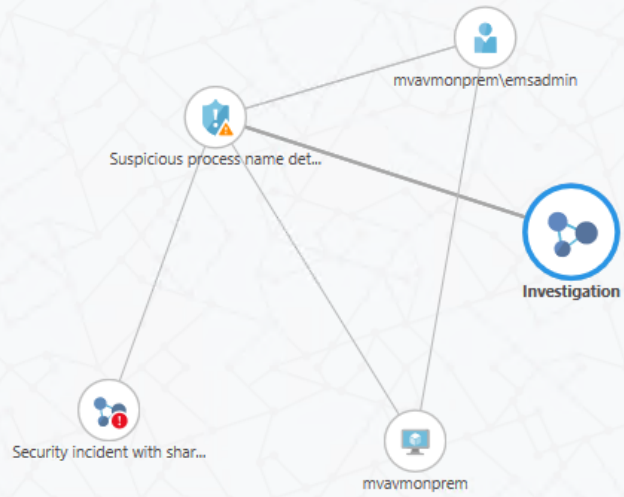 mvavmonprem\emsadmin
Suspicious process name det...
Investigation
Security incident with shar...
mvavmonprem